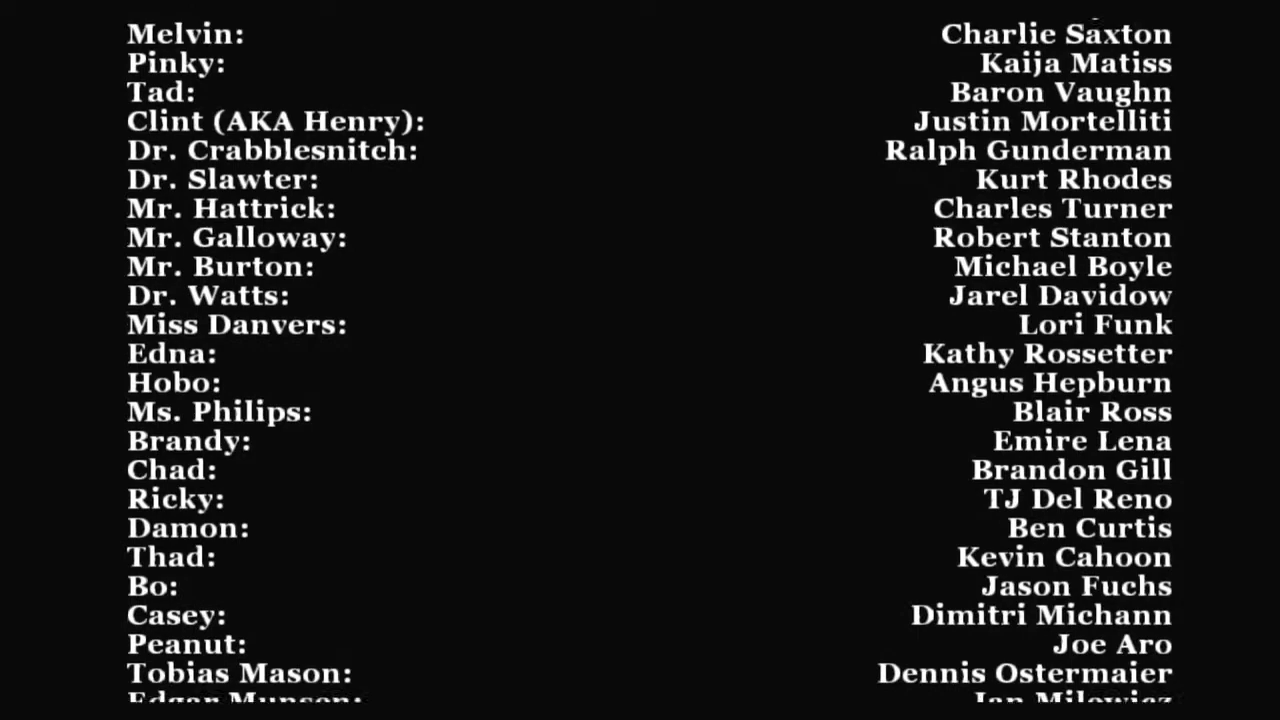 Melvin: Charlie Saxton
Pinky: Kaija Matiss
Tad: Baron Vaughn
Clint (AKA Henry): Justin Mortelliti
Dr. Crabblesnitch: Ralph Gunderman
Dr. Slawter: Kurt Rhodes
Mr. Hattrick: Charles Turner
Mr. Galloway: Robert Stanton
Mr. Burton: Michael Boyle
Dr. Watts: Jarel Davidow
Miss Danvers: Lori Funk
Edna: Kathy Rossetter
Hobo: Angus Hepburn
Ms. Philips: Blair Ross
Brandy: Emire Lena
Chad: Brandon Gill
Ricky: TJ Del Reno
Damon: Ben Curtis
Thad: Kevin Cahoon
Bo: Jason Fuchs
Casey: Dimitri Michann
Peanut: Joe Aro
Tobias Mason: Dennis Ostermaier
Edgar Munson: Jan Milewicz